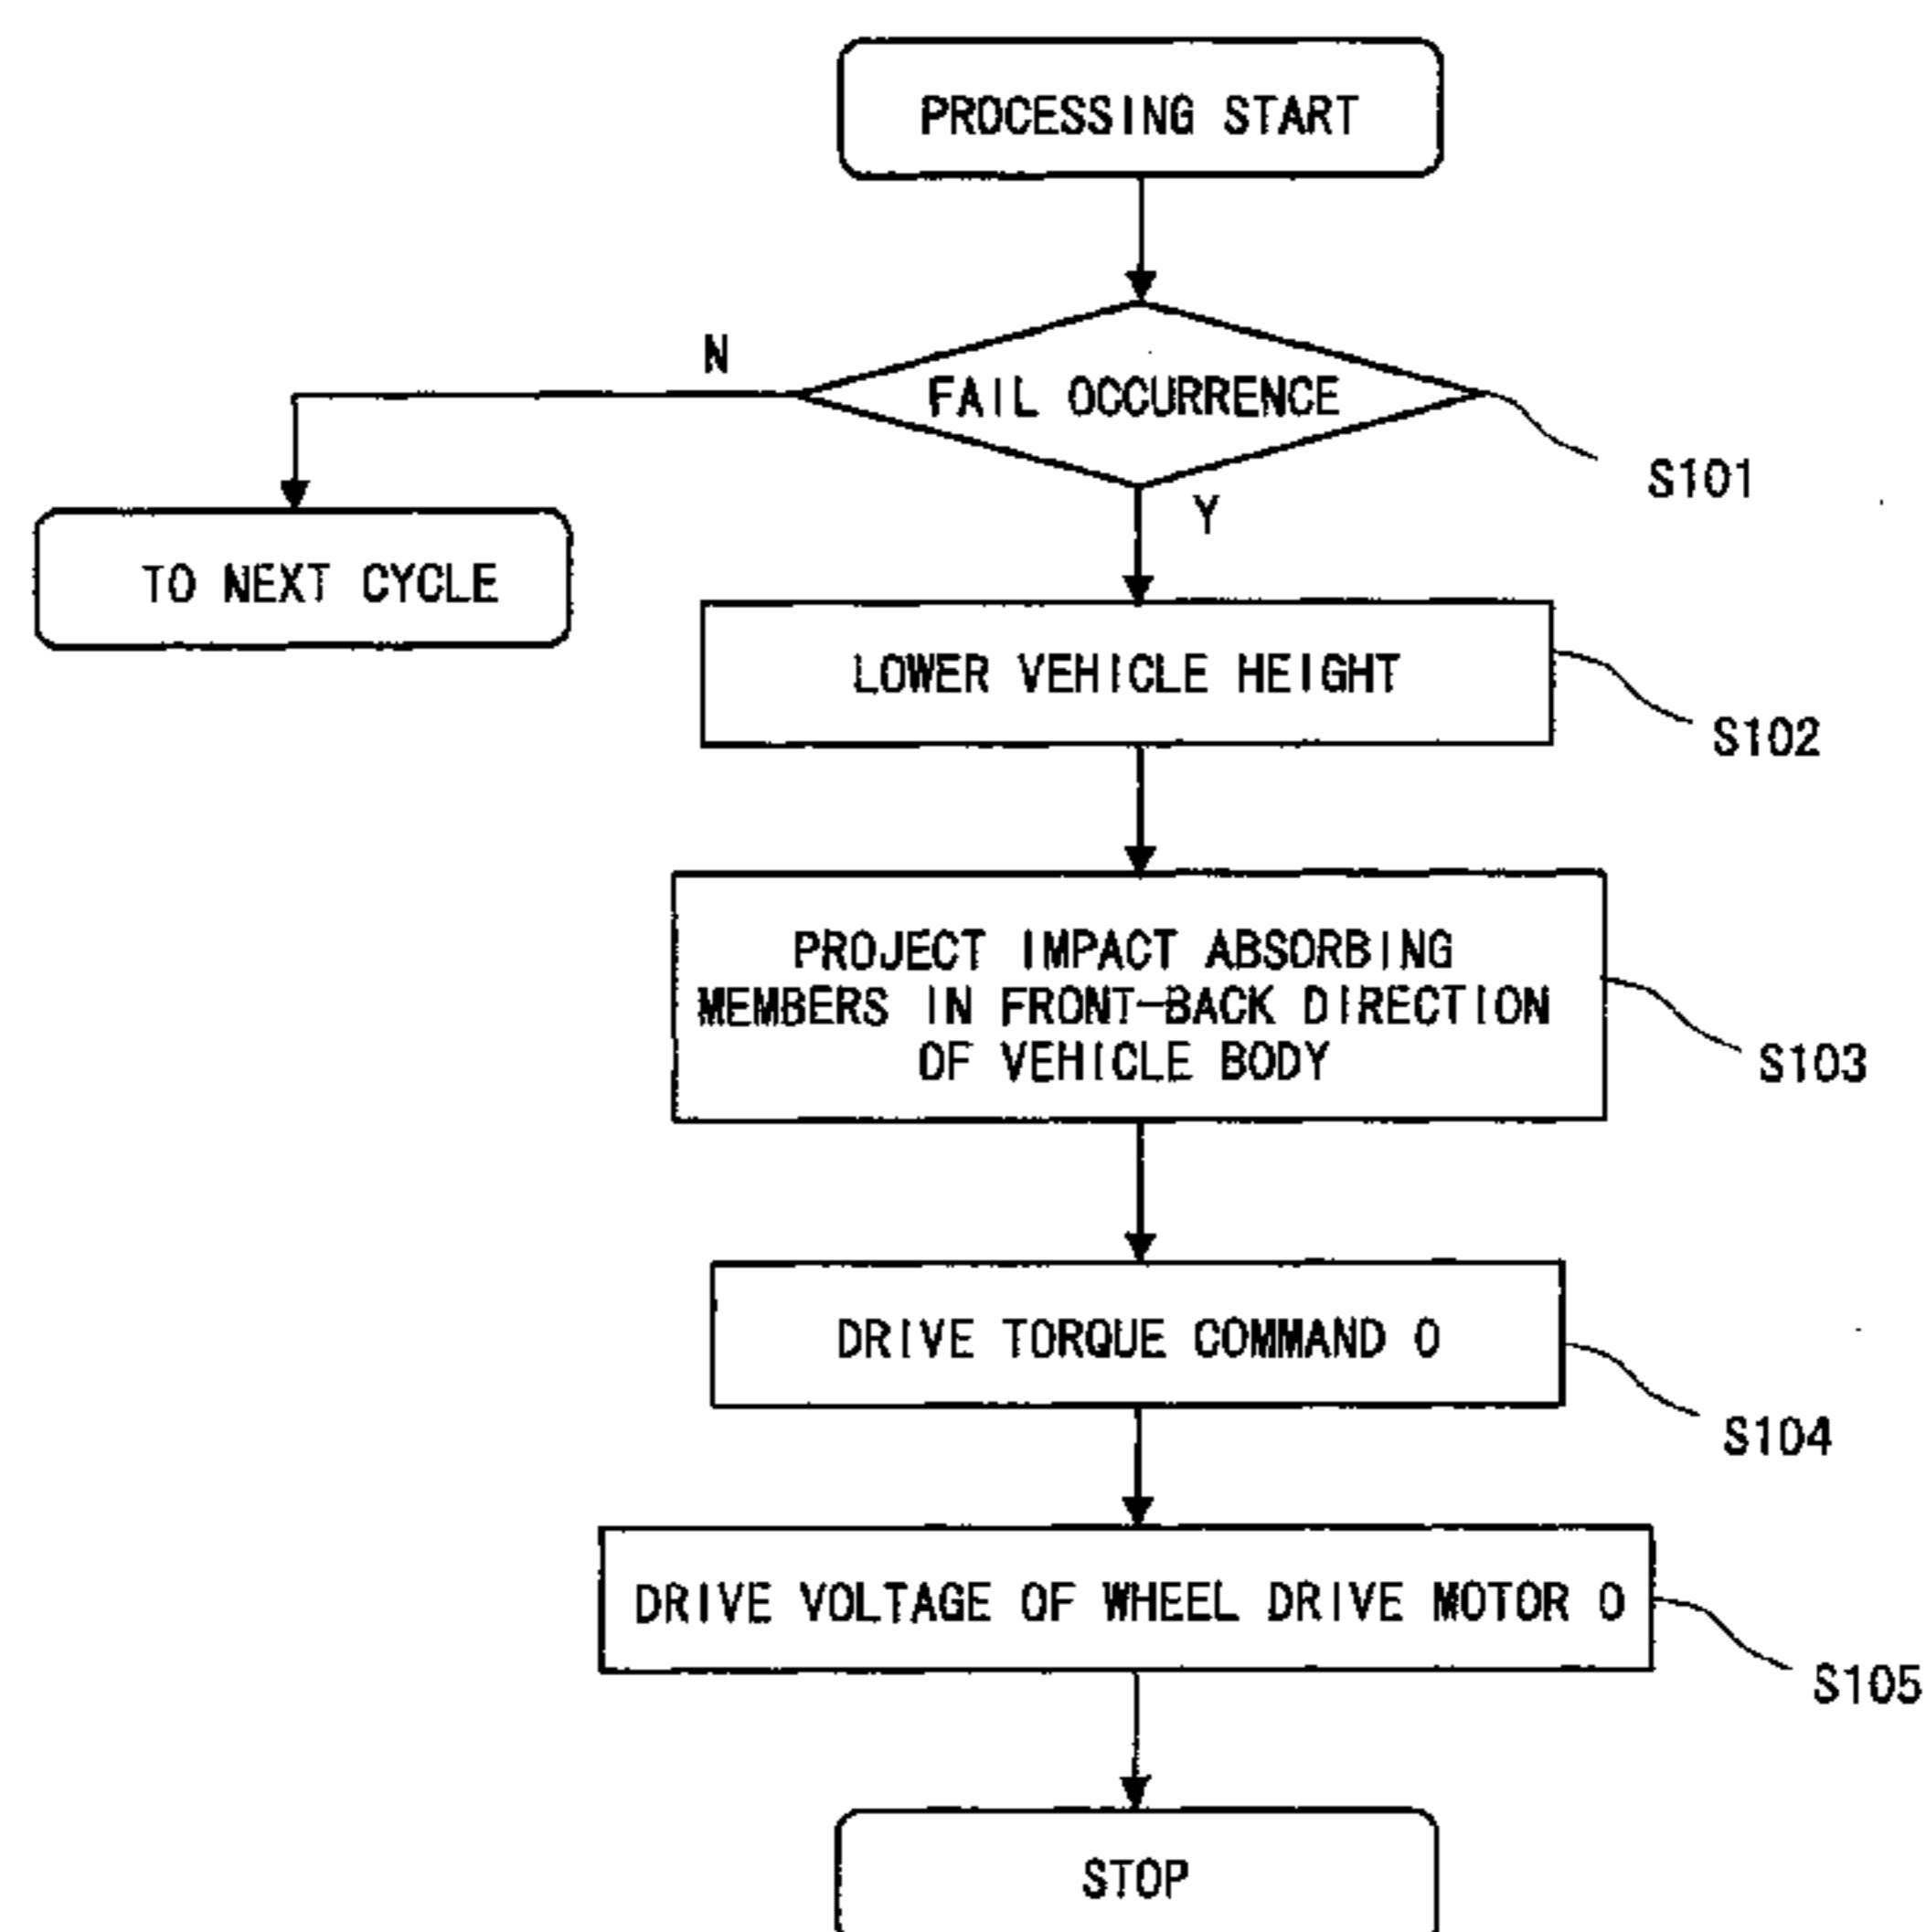 PROCESSING START
N
FAIL OCCURRENCE
S101
Y
TO NEXT CYCLE
LOWER VEHICLE HEIGHT
S102
PROJECT IMPACT ABSORBING
MEMBERS IN FRONT-BACK DIRECTION
OF VEHICLE BODY
S103
DRIVE TORQUE COMMAND 0
S104
DRIVE VOLTAGE OF WHEEL DRIVE MOTOR 0
S105
STOP